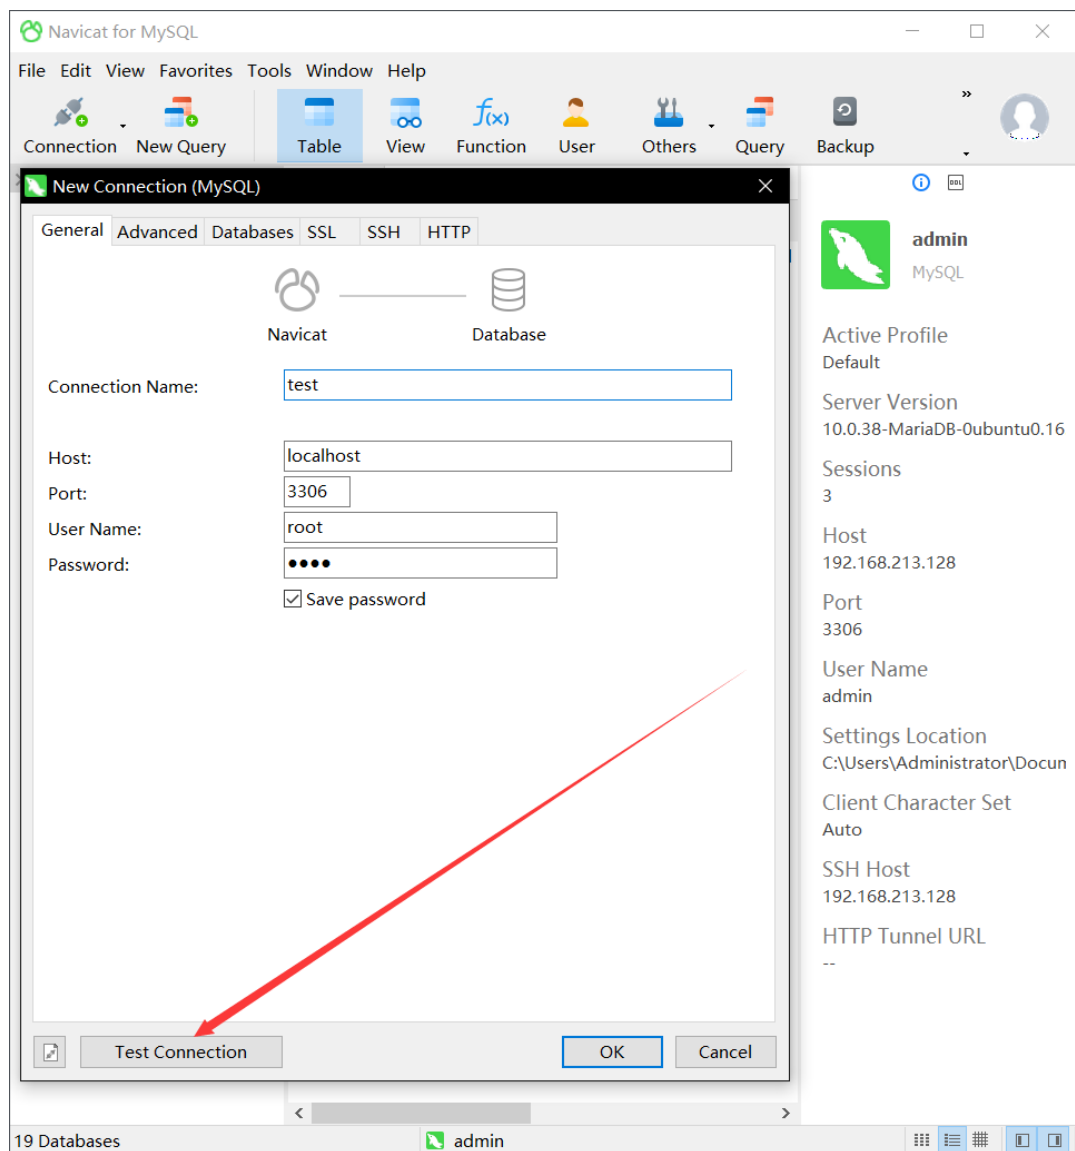 Navicat for MySQL
File Edit View Favorites Tools Window Help
Connection New Query Table View Function User Others Query Backup
New Connection (MySQL)
General Advanced Databases SSL SSH HTTP
Navicat Database
Connection Name: test
Host: localhost
Port: 3306
User Name: root
Password: ••••
Save password
Test Connection OK Cancel
DDL
admin
MySQL
Active Profile
Default
Server Version
10.0.38-MariaDB-0ubuntu0.16
Sessions
3
Host
192.168.213.128
Port
3306
User Name
admin
Settings Location
C:\Users\Administrator\Docum
Client Character Set
Auto
SSH Host
192.168.213.128
HTTP Tunnel URL
--
19 Databases admin